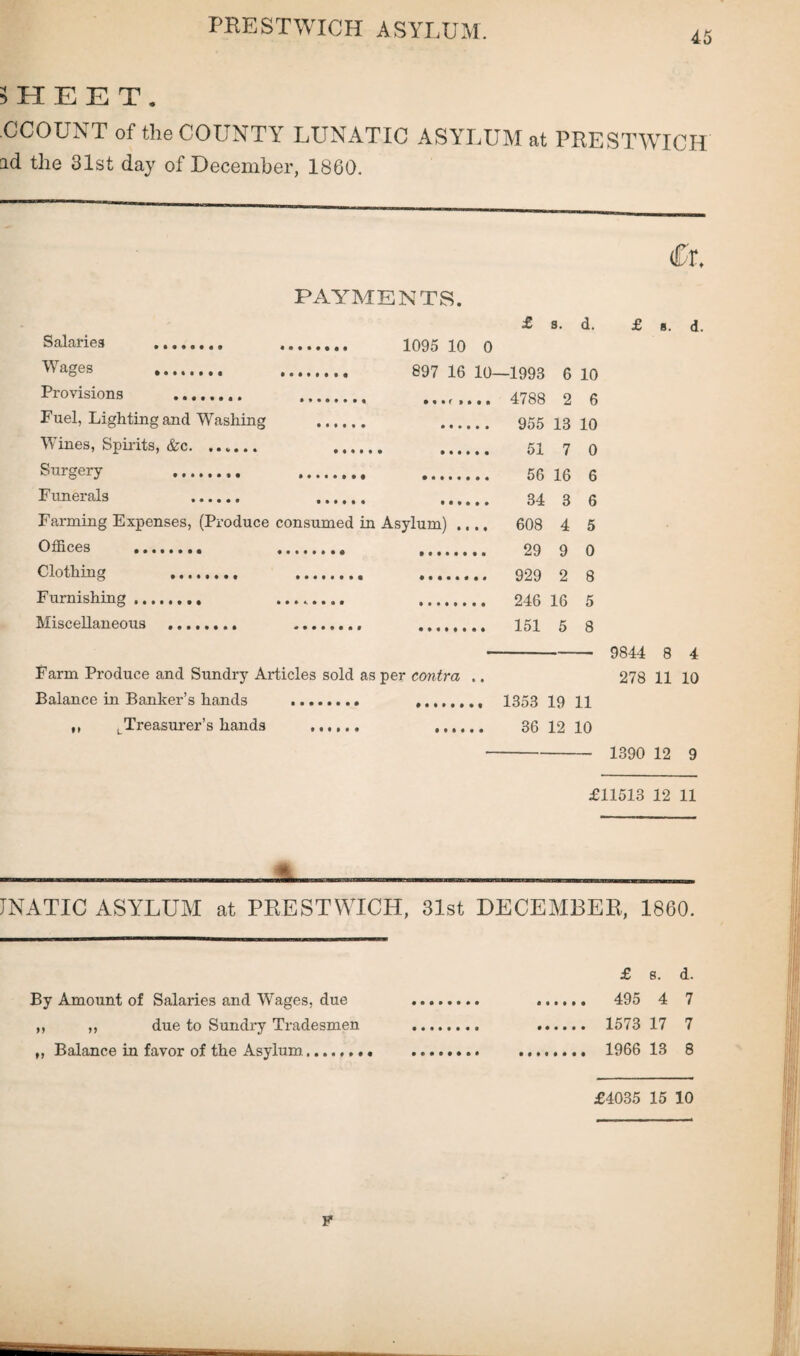 PRESTWICH ASYLUM.
45
SHEET.
CCOUNT of the COUNTY LUNATIC ASYLUM at PRESTWICH
nd the 31st day of December, 1860.
Cr.
PAYMENTS.
£ s. d. £ s. d.
Salaries ........ ........ 1095 10 0
Wages ........ ........ 897 16 10—1993 6 10
Provisions ........ ........ ........ 4788 2 6
Fuel, Lighting and Washing ...... ...... 955 13 10
Wines, Spirits, &c. ...... ...... ...... 51 7 0
Surgery ........ ........ ........ 56 16 6
Funerals ...... ...... ...... 34 3 6
Farming Expenses, (Produce consumed in Asylum) .... 608 4 5
Offices ........ ........ ........ 29 9 0
Clothing ........ ........ ........ 929 2 8
Furnishing ........ ........ ........ 246 16 5
Miscellaneous ........ ........ ........ 151 5 8
9844 8 4
Farm Produce and Sundry Articles sold as per contra .. 278 11 10
Balance in Banker's hands ........ ........ 1353 19 11
,, Treasurer's hands ...... ...... 36 12 10
1390 12 9
£11513 12 11
UNATIC ASYLUM at PRESTWICH, 31st DECEMBER, 1860.
£ s. d.
By Amount of Salaries and Wages, due ........ ...... 495 4 7
,, ,, due to Sundry Tradesmen ........ ...... 1573 17 7
,, Balance in favor of the Asylum ........ ........ ........ 1966 13 8
£4035 15 10
F